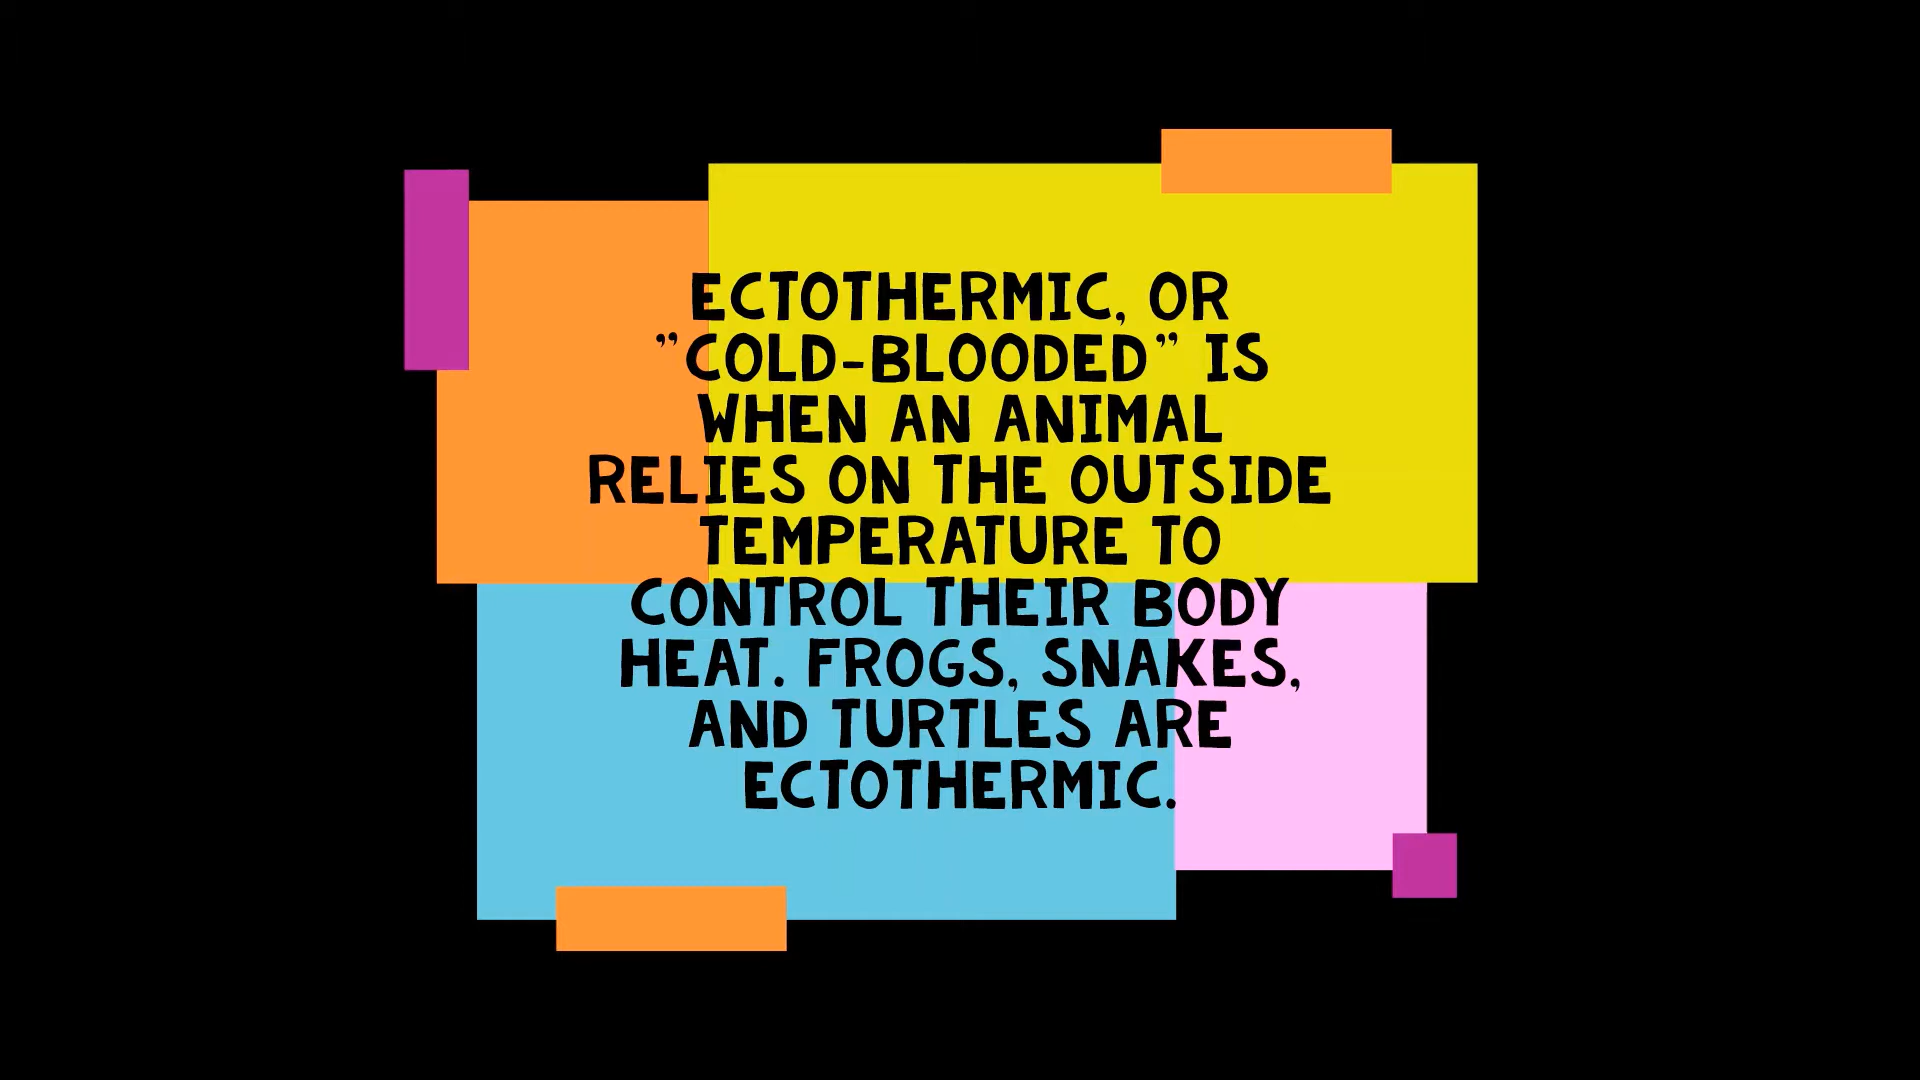 ECTOTHERMIC, OR
”COLD-BLOODED” IS
WHEN AN ANIMAL
RELIES ON THE OUTSIDE
TEMPERATURE TO
CONTROL THEIR BODY
HEAT. FROGS, SNAKES,
AND TURTLES ARE
ECTOTHERMIC.